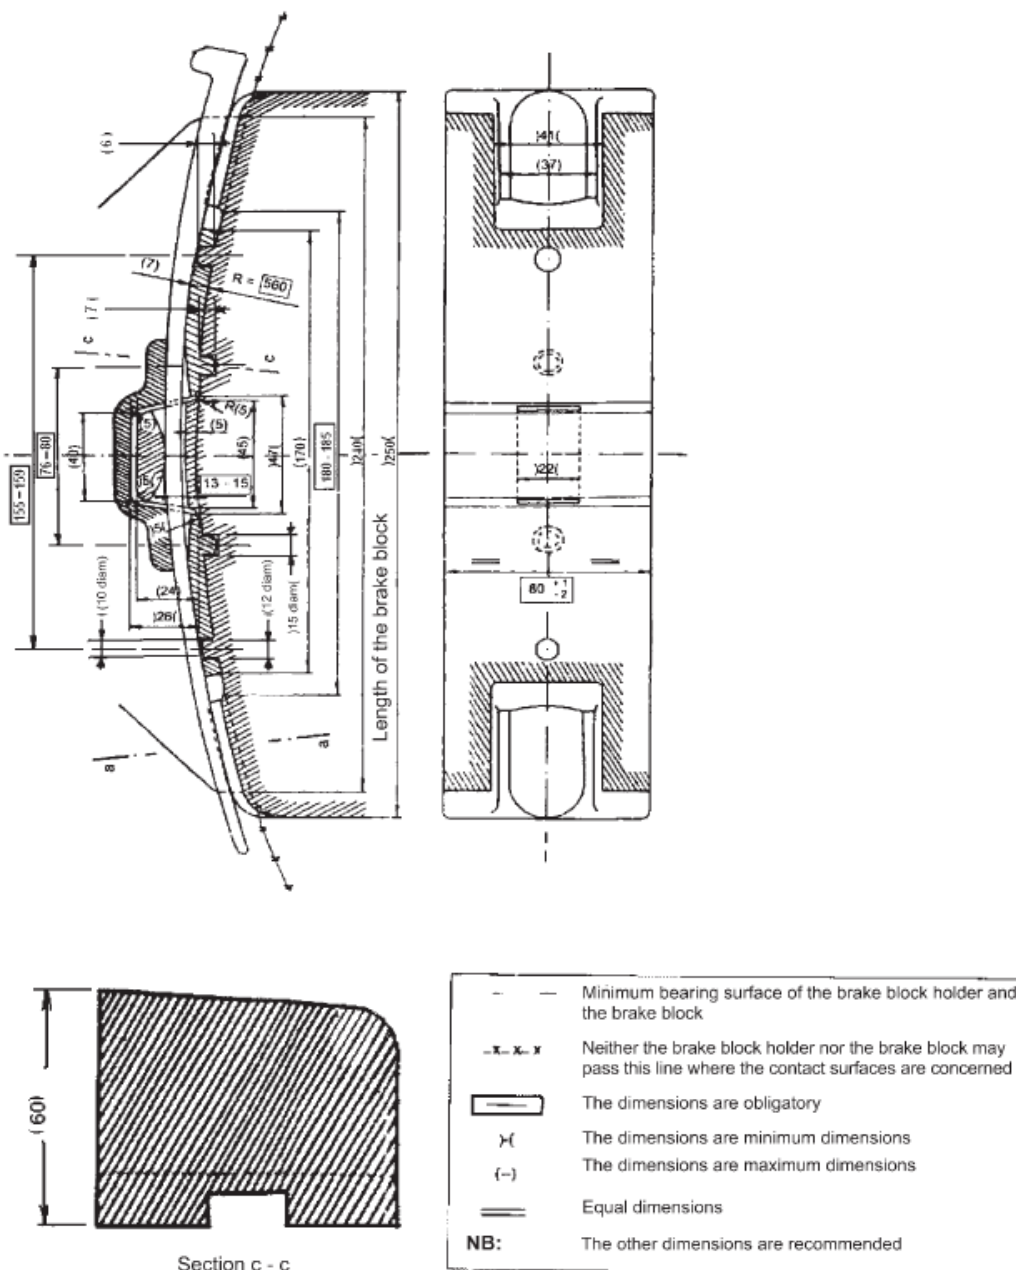 (6)
)41(
(37)
(7)
R = 560
(7(
c
c
R(5)
(5)
(5)
(40)
76–80
155–159
)5(
13 - 15
(45)
)47(
(170)
180 - 185
)240(
)250(
)22(
)5(
(24)
)26(
((10 diam)
((12 diam)
)15 diam(
Length of the brake block
80 +1 -2
a
a
(60)
Section c - c
Minimum bearing surface of the brake block holder and
the brake block
Neither the brake block holder nor the brake block may
pass this line where the contact surfaces are concerned
The dimensions are obligatory
)-( The dimensions are minimum dimensions
(-) The dimensions are maximum dimensions
Equal dimensions
NB: The other dimensions are recommended